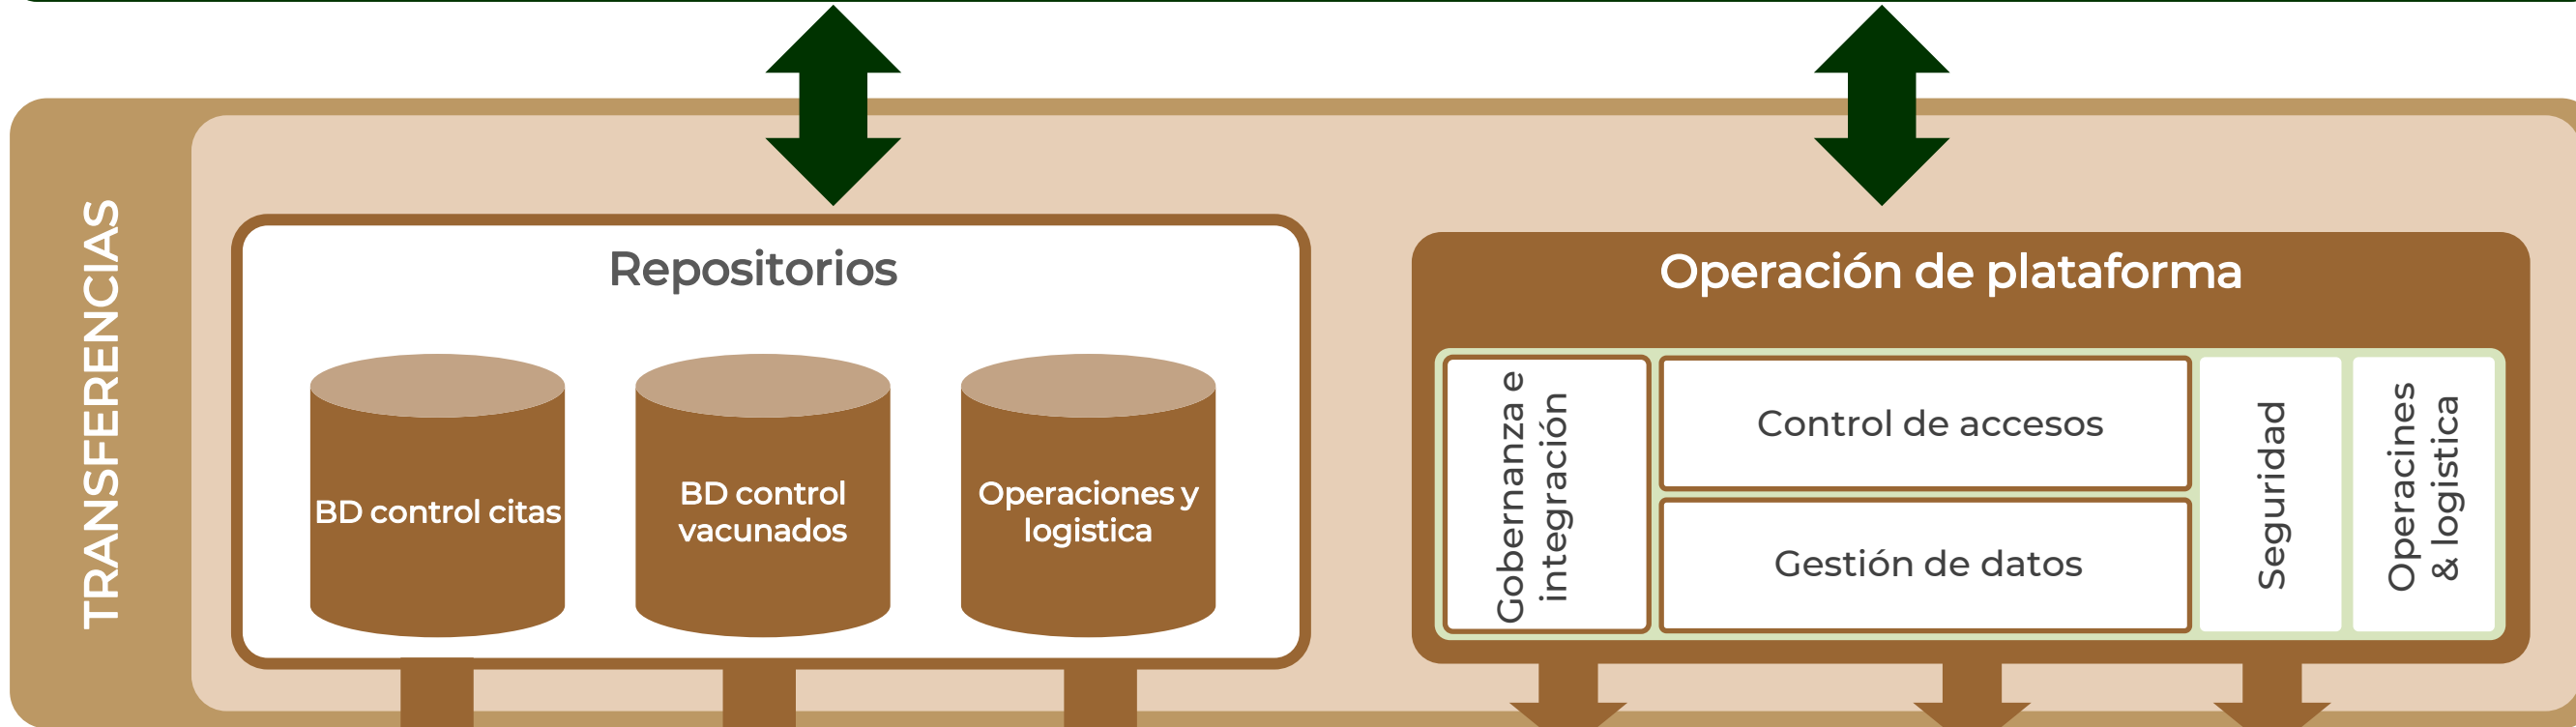 TRANSFERENCIAS
Repositorios
BD control citas
BD control
vacunados
Operaciones y
logistica
Operación de plataforma
Gobernanza e
integración
Control de accesos
Gestión de datos
Seguridad
Operacines
& logistica